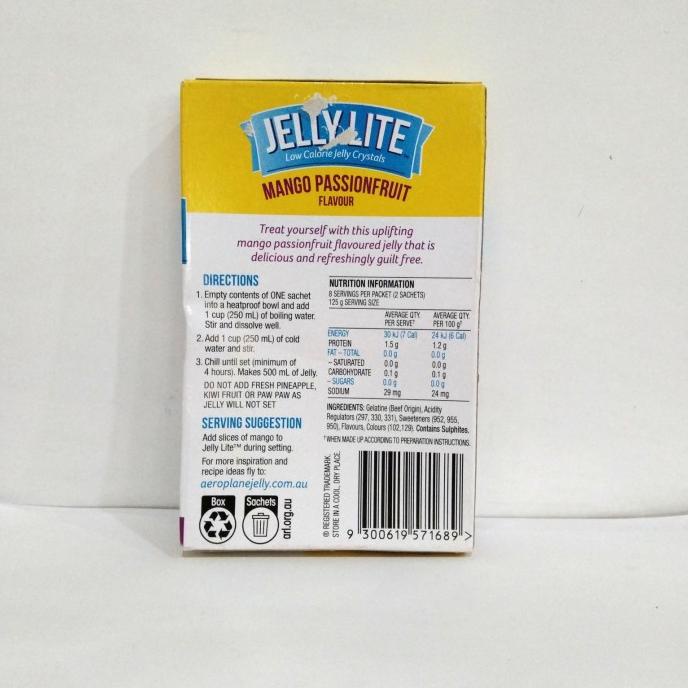 JELLY LITE
Low Calorie Jelly Crystals
MANGO PASSIONFRUIT
FLAVOUR
Treat yourself with this uplifting
mango passionfruit flavoured jelly that is
delicious and refreshingly guilt free.
DIRECTIONS
1. Empty contents of ONE sachet
into a heatproof bowl and add
1 cup (250 mL) of boiling water.
Stir and dissolve well.
2. Add 1 cup (250 mL) of cold
water and stir.
3. Chill until set (minimum of
4 hours). Makes 500 mL of Jelly.
DO NOT ADD FRESH PINEAPPLE,
KIWI FRUIT OR PAW PAW AS
JELLY WILL NOT SET
SERVING SUGGESTION
Add slices of mango to
Jelly Lite™ during setting.
For more inspiration and
recipe ideas fly to:
aeroplanejelly.com.au
Box Sachets
arl.org.au
NUTRITION INFORMATION
8 SERVINGS PER PACKET (2 SACHETS)
125 g SERVING SIZE
AVERAGE QTY. AVERAGE QTY.
PER SERVE† PER 100 g†
ENERGY 30 kJ (7 Cal) 24 kJ (6 Cal)
PROTEIN 1.5 g 1.2 g
FAT – TOTAL 0.0 g 0.0 g
– SATURATED 0.0 g 0.0 g
CARBOHYDRATE 0.1 g 0.1 g
– SUGARS 0.0 g 0.0 g
SODIUM 29 mg 24 mg
INGREDIENTS: Gelatine (Beef Origin), Acidity
Regulators (297, 330, 331), Sweeteners (952, 955,
950), Flavours, Colours (102,129). Contains Sulphites.
†WHEN MADE UP ACCORDING TO PREPARATION INSTRUCTIONS.
® REGISTERED TRADEMARK.
STORE IN A COOL, DRY PLACE.
9 300619 571689 >